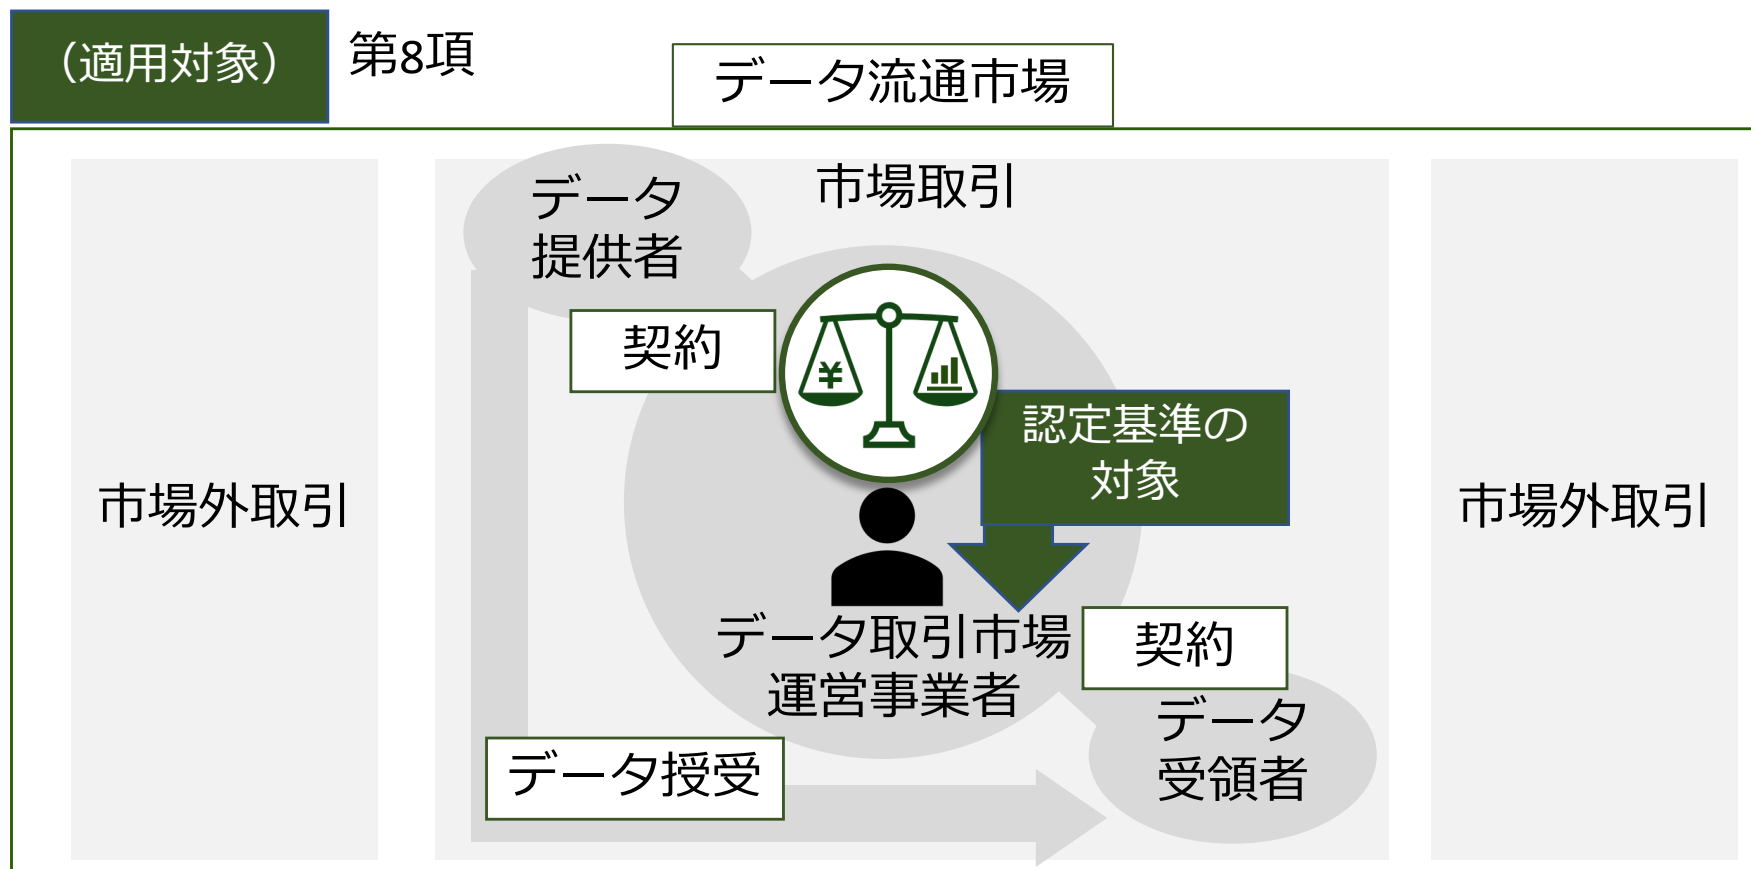 （適用対象）
第8項
データ流通市場
市場取引
データ
提供者
契約
¥
認定基準の
対象
市場外取引
市場外取引
データ取引市場
運営事業者
契約
データ
受領者
データ授受